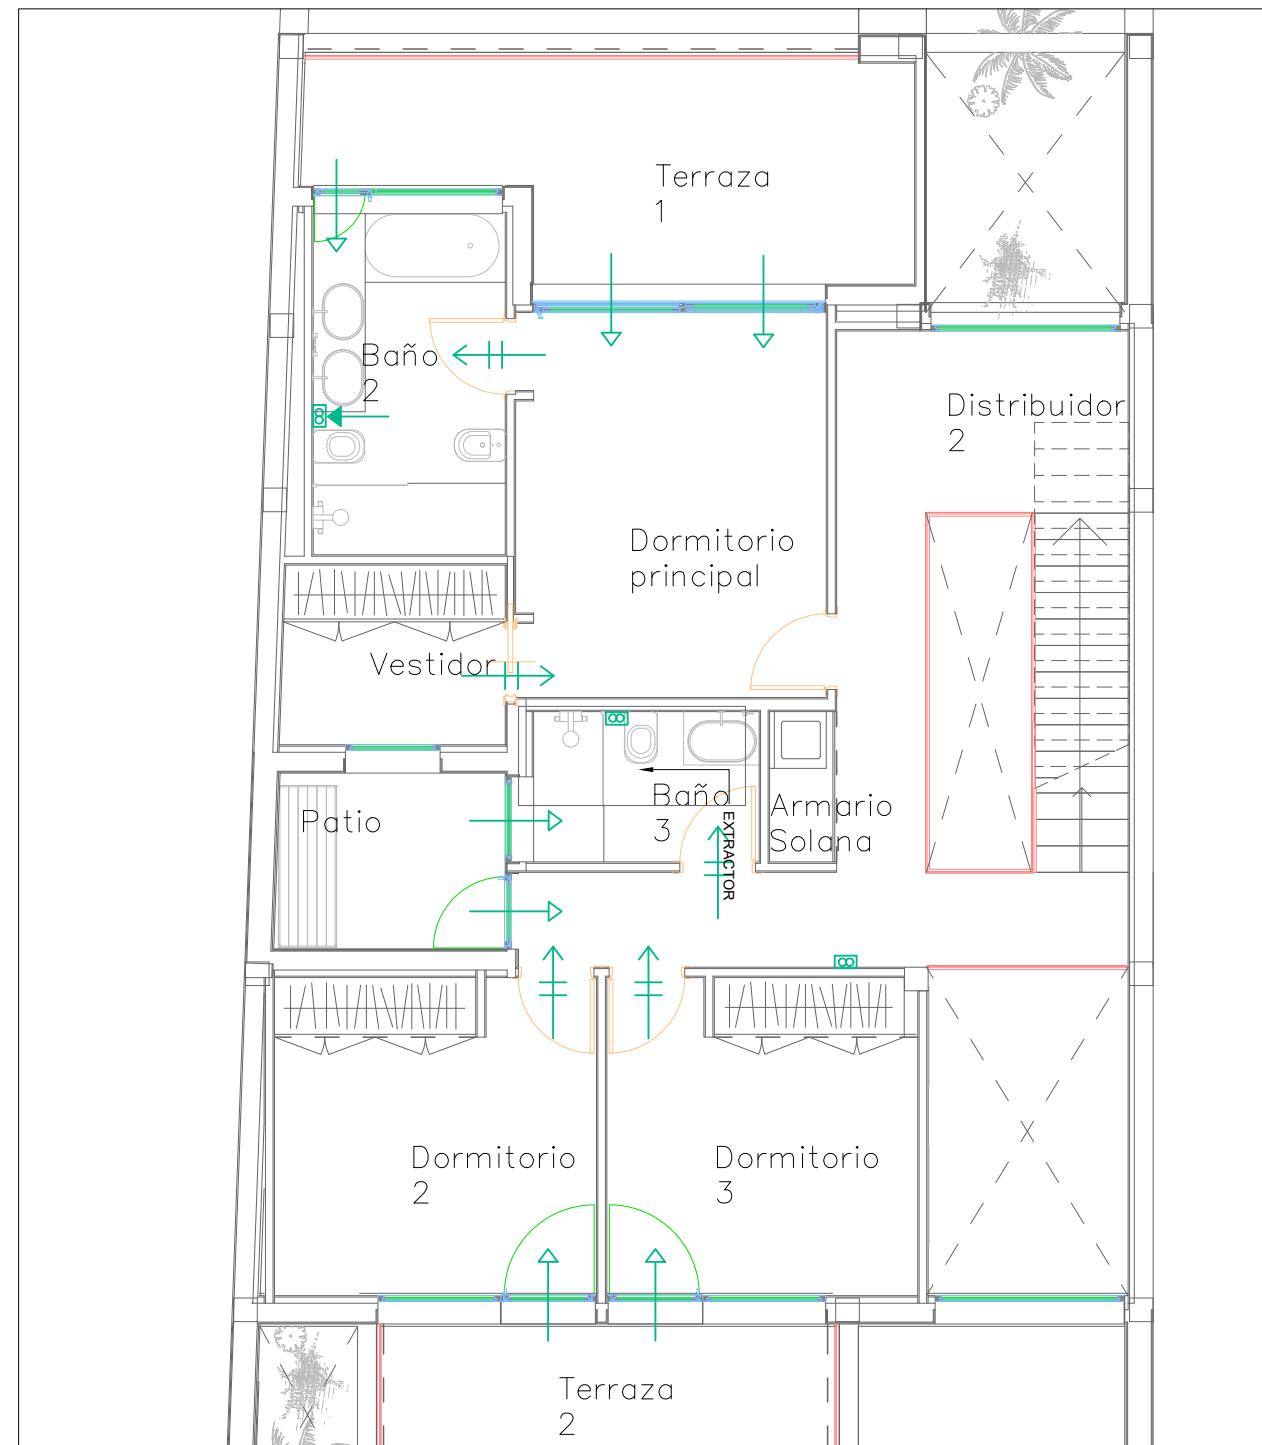 Terraza
1
Baño
2
Distribuidor
2
Dormitorio
principal
Vestidor
Patio
Baño
3
EXTRACTOR
Armario
Solana
Dormitorio
2
Dormitorio
3
Terraza
2